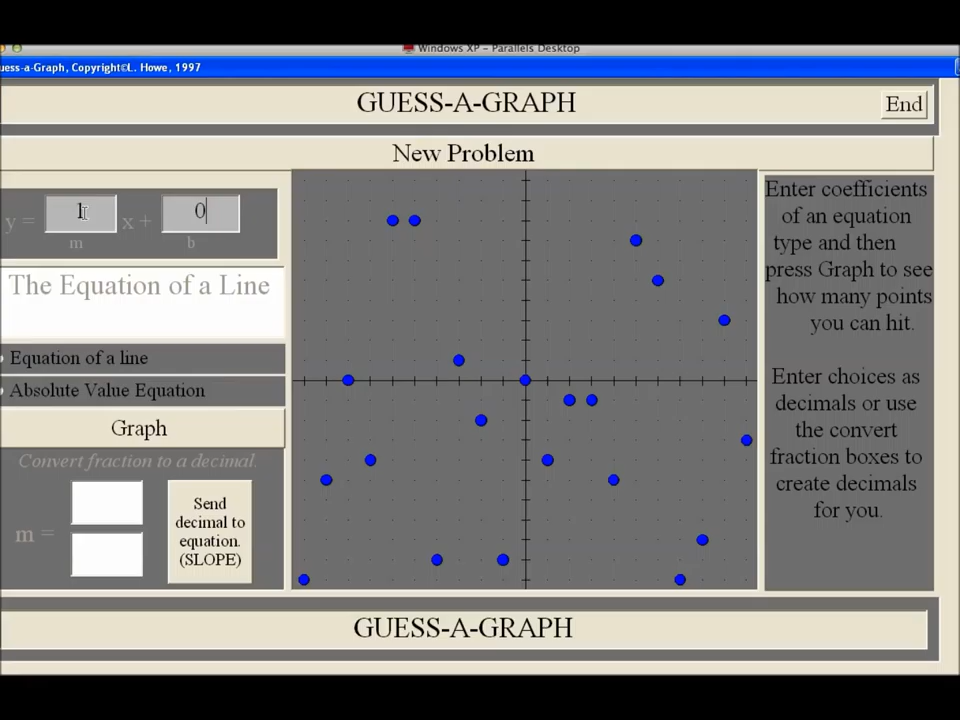 Windows XP - Parallels Desktop
uess-a-Graph, Copyright©L. Howe, 1997
GUESS-A-GRAPH
End
New Problem
y = 1 x + 0
m b
The Equation of a Line
Equation of a line
Absolute Value Equation
Graph
Convert fraction to a decimal.
m =
Send
decimal to
equation.
(SLOPE)
Enter coefficients
of an equation
type and then
press Graph to see
how many points
you can hit.
Enter choices as
decimals or use
the convert
fraction boxes to
create decimals
for you.
GUESS-A-GRAPH